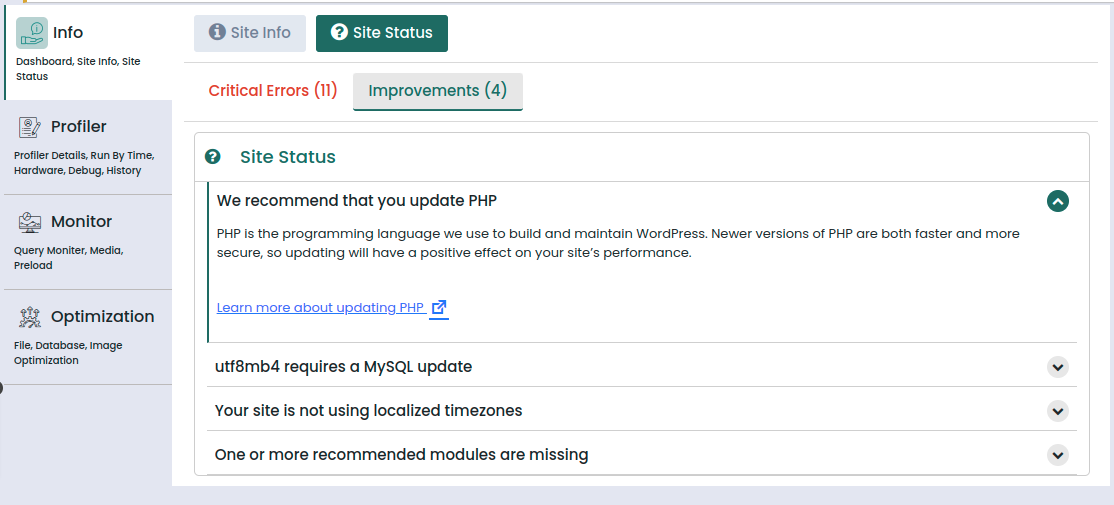 Info
Dashboard, Site Info, Site
Status
Profiler
Profiler Details, Run By Time,
Hardware, Debug, History
Monitor
Query Moniter, Media,
Preload
Optimization
File, Database, Image
Optimization
Site Info
Site Status
Critical Errors (11)
Improvements (4)
Site Status
We recommend that you update PHP
PHP is the programming language we use to build and maintain WordPress. Newer versions of PHP are both faster and more
secure, so updating will have a positive effect on your site’s performance.
Learn more about updating PHP
utf8mb4 requires a MySQL update
Your site is not using localized timezones
One or more recommended modules are missing